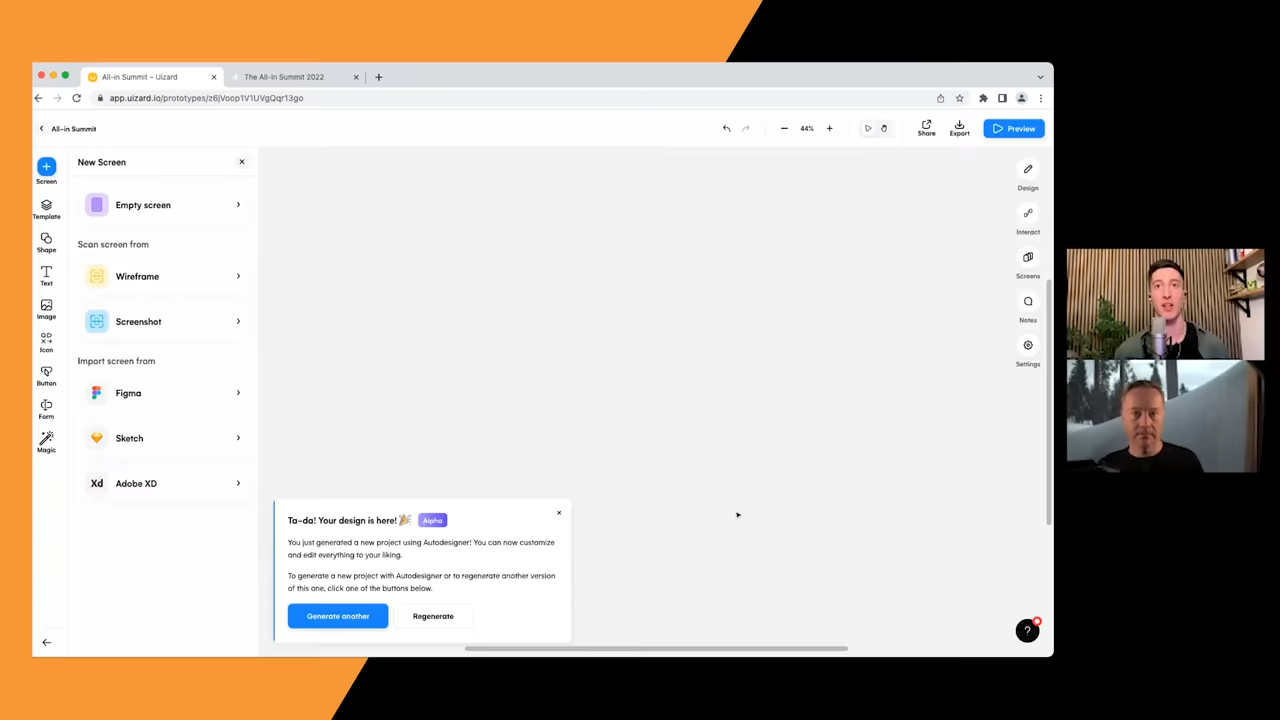 All-in Summit – Uizard
The All-In Summit 2022
app.uizard.io/prototypes/z6jVoop1V1UVgQqr13go
All-in Summit
44%
Share
Export
Preview
Screen
Template
Shape
Text
Image
Icon
Button
Form
Magic
New Screen
Empty screen
Scan screen from
Wireframe
Screenshot
Import screen from
Figma
Sketch
Xd Adobe XD
Ta-da! Your design is here! 🎉 Alpha
You just generated a new project using Autodesigner! You can now customize
and edit everything to your liking.
To generate a new project with Autodesigner or to regenerate another version
of this one, click one of the buttons below.
Generate another
Regenerate
Design
Interact
Screens
Notes
Settings
?